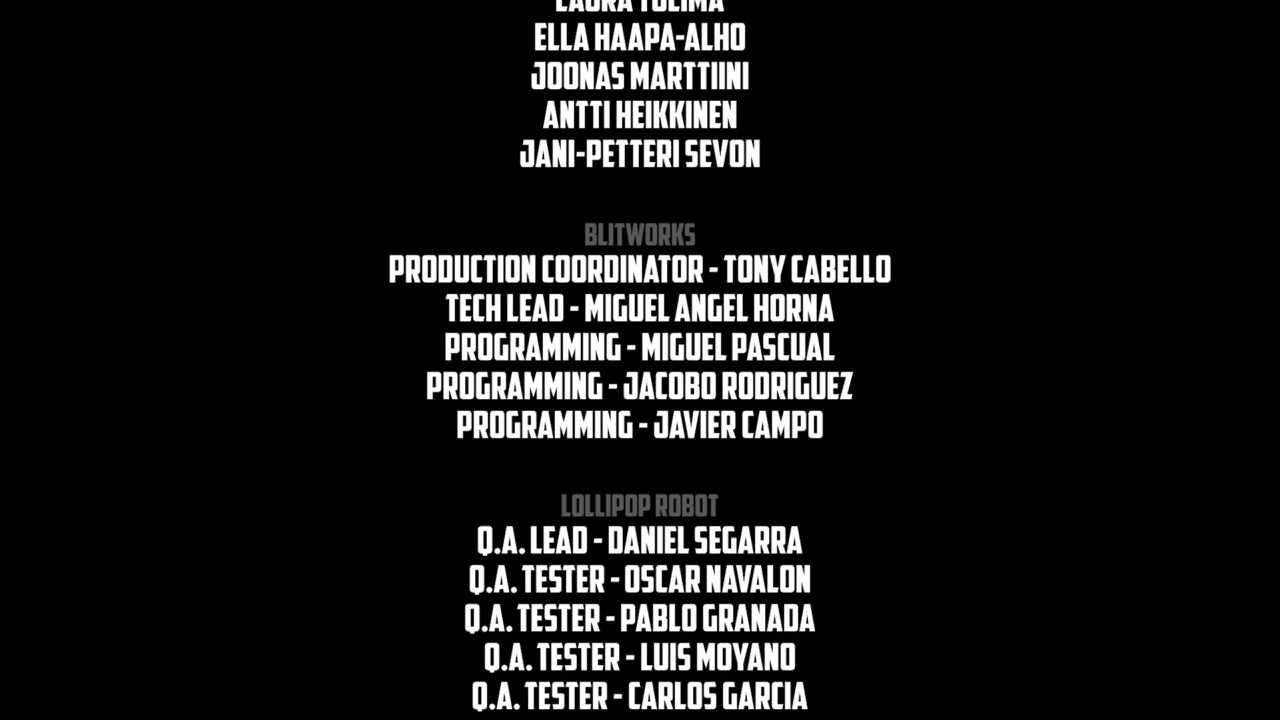 LAURA TOLIMA
ELLA HAAPA-ALHO
JOONAS MARTTIINI
ANTTI HEIKKINEN
JANI-PETTERI SEVON
BLITWORKS
PRODUCTION COORDINATOR - TONY CABELLO
TECH LEAD - MIGUEL ANGEL HORNA
PROGRAMMING - MIGUEL PASCUAL
PROGRAMMING - JACOBO RODRIGUEZ
PROGRAMMING - JAVIER CAMPO
LOLLIPOP ROBOT
Q.A. LEAD - DANIEL SEGARRA
Q.A. TESTER - OSCAR NAVALON
Q.A. TESTER - PABLO GRANADA
Q.A. TESTER - LUIS MOYANO
Q.A. TESTER - CARLOS GARCIA